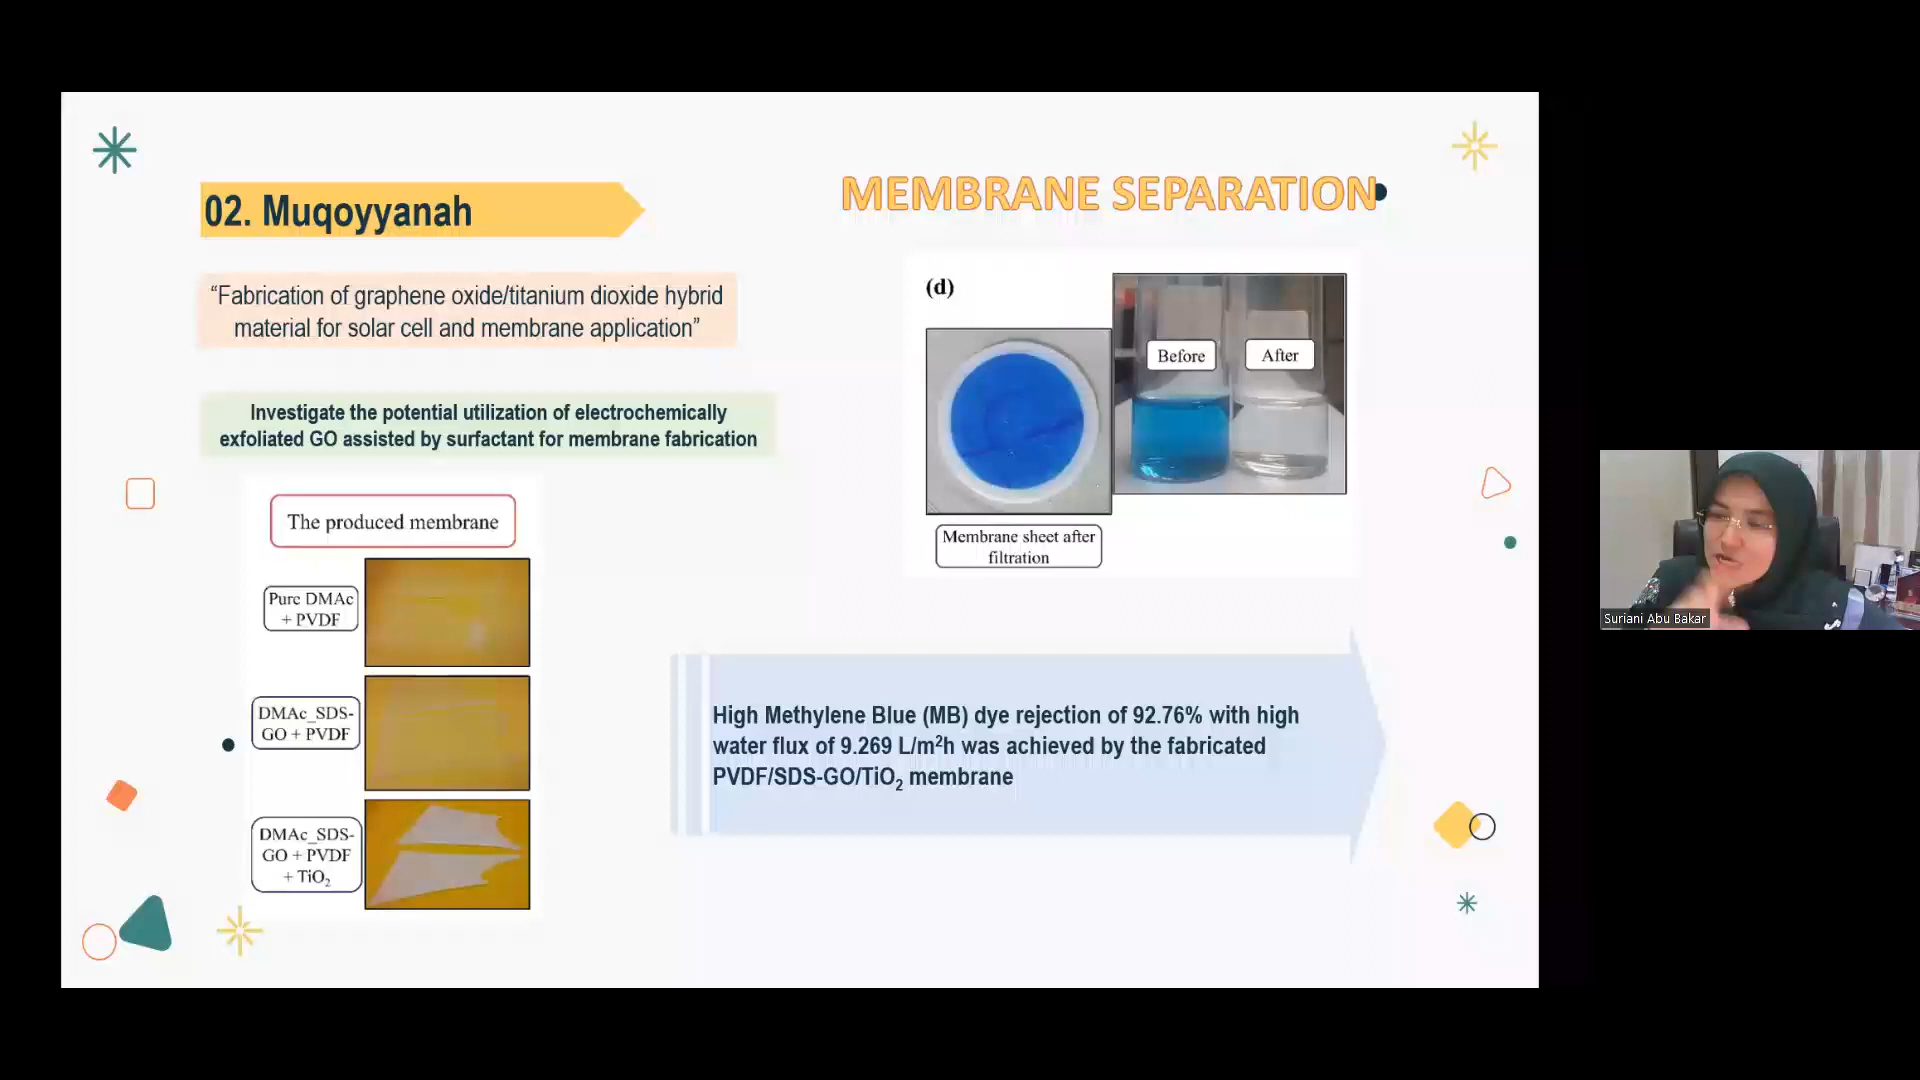 02. Muqoyyanah
MEMBRANE SEPARATION
“Fabrication of graphene oxide/titanium dioxide hybrid
material for solar cell and membrane application”
Investigate the potential utilization of electrochemically
exfoliated GO assisted by surfactant for membrane fabrication
The produced membrane
Pure DMAc
+ PVDF
DMAc_SDS-
GO + PVDF
DMAc_SDS-
GO + PVDF
+ TiO₂
(d)
Before
After
Membrane sheet after
filtration
High Methylene Blue (MB) dye rejection of 92.76% with high
water flux of 9.269 L/m²h was achieved by the fabricated
PVDF/SDS-GO/TiO₂ membrane
Suriani Abu Bakar